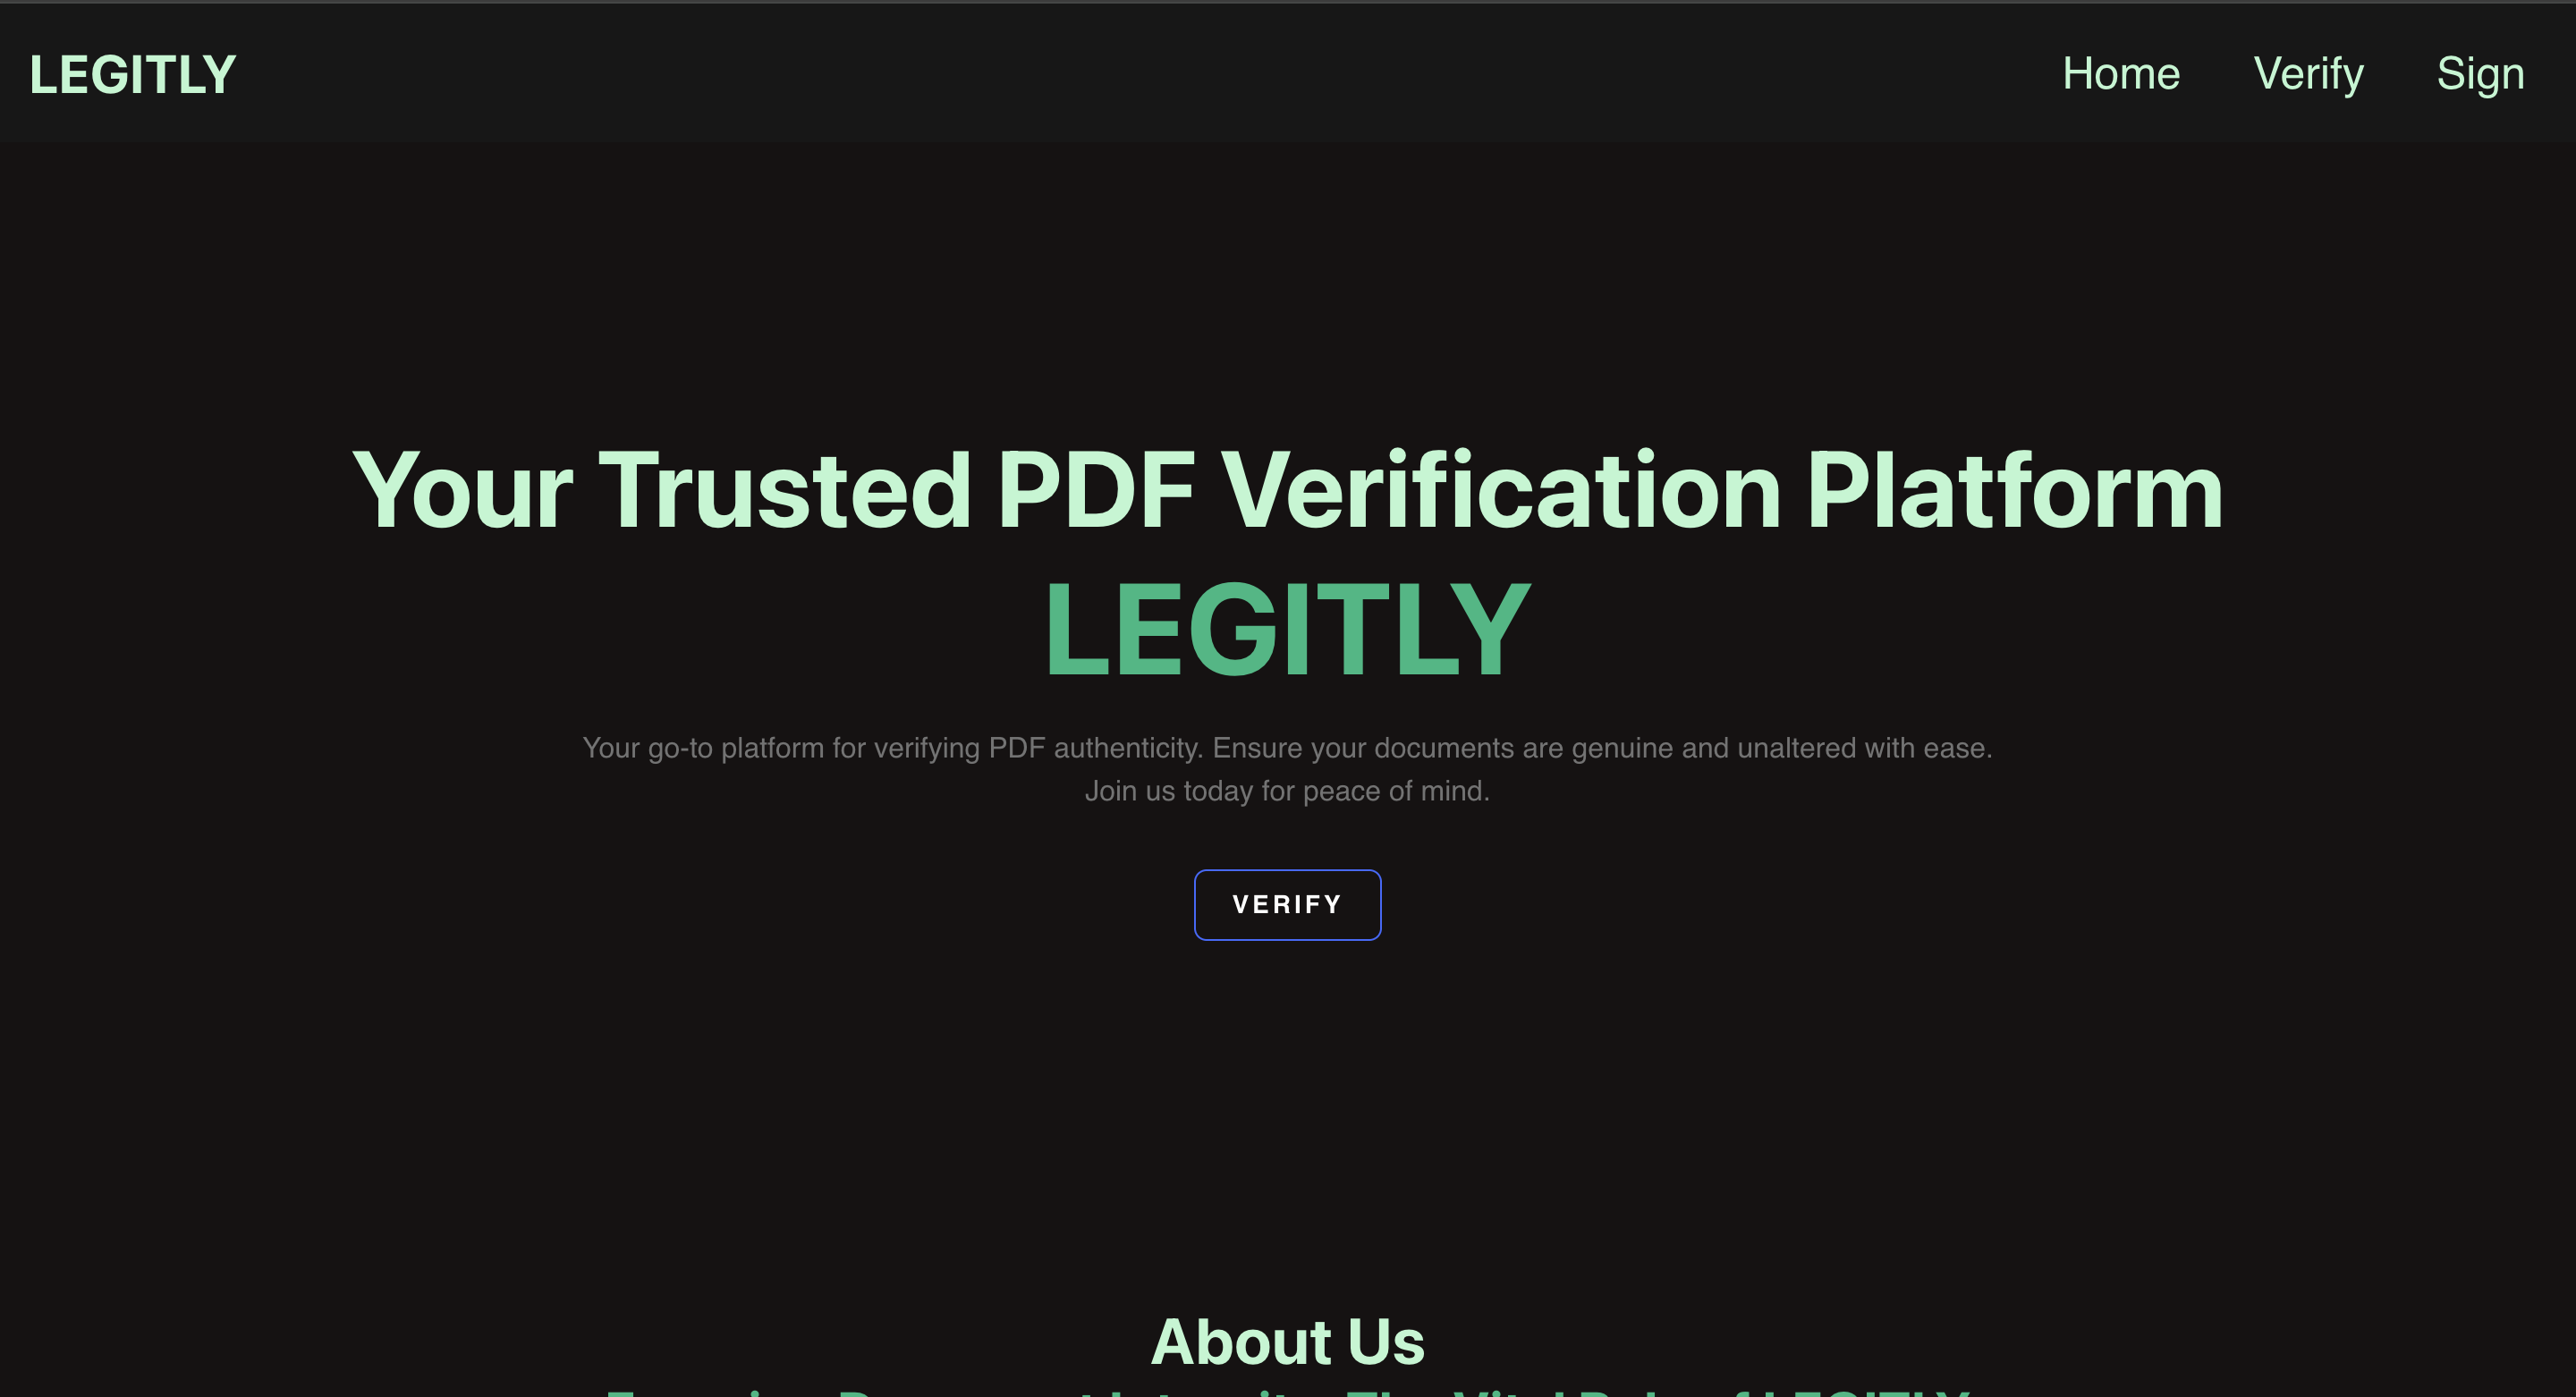 LEGITLY
Home Verify Sign
Your Trusted PDF Verification Platform
LEGITLY
Your go-to platform for verifying PDF authenticity. Ensure your documents are genuine and unaltered with ease.
Join us today for peace of mind.
VERIFY
About Us